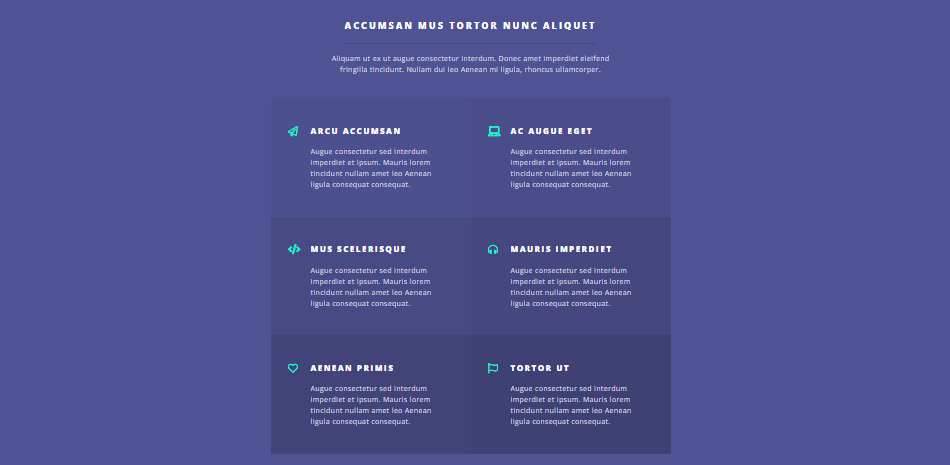 ACCUMSAN MUS TORTOR NUNC ALIQUET
Aliquam ut ex ut augue consectetur interdum. Donec amet imperdiet eleifend
fringilla tincidunt. Nullam dui leo Aenean mi ligula, rhoncus ullamcorper.
ARCU ACCUMSAN
Augue consectetur sed interdum
imperdiet et ipsum. Mauris lorem
tincidunt nullam amet leo Aenean
ligula consequat consequat.
AC AUGUE EGET
Augue consectetur sed interdum
imperdiet et ipsum. Mauris lorem
tincidunt nullam amet leo Aenean
ligula consequat consequat.
MUS SCELERISQUE
Augue consectetur sed interdum
imperdiet et ipsum. Mauris lorem
tincidunt nullam amet leo Aenean
ligula consequat consequat.
MAURIS IMPERDIET
Augue consectetur sed interdum
imperdiet et ipsum. Mauris lorem
tincidunt nullam amet leo Aenean
ligula consequat consequat.
AENEAN PRIMIS
Augue consectetur sed interdum
imperdiet et ipsum. Mauris lorem
tincidunt nullam amet leo Aenean
ligula consequat consequat.
TORTOR UT
Augue consectetur sed interdum
imperdiet et ipsum. Mauris lorem
tincidunt nullam amet leo Aenean
ligula consequat consequat.